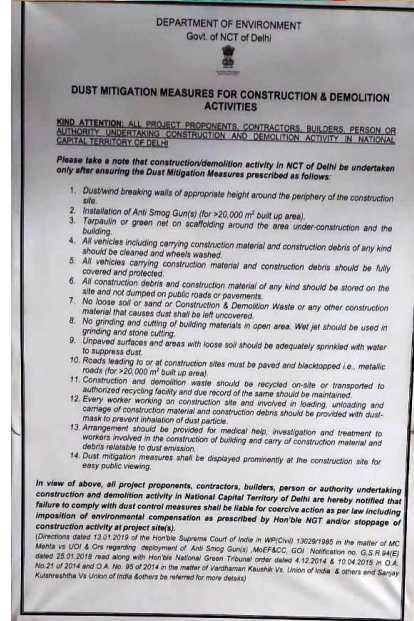 DEPARTMENT OF ENVIRONMENT
Govt. of NCT of Delhi
DUST MITIGATION MEASURES FOR CONSTRUCTION & DEMOLITION
ACTIVITIES
KIND ATTENTION: ALL PROJECT PROPONENTS, CONTRACTORS, BUILDERS, PERSON OR
AUTHORITY UNDERTAKING CONSTRUCTION AND DEMOLITION ACTIVITY IN NATIONAL
CAPITAL TERRITORY OF DELHI
Please take a note that construction/demolition activity in NCT of Delhi be undertaken
only after ensuring the Dust Mitigation Measures prescribed as follows:
1. Dust/wind breaking walls of appropriate height around the periphery of the construction
site.
2. Installation of Anti Smog Gun(s) (for >20,000 m² built up area).
3. Tarpaulin or green net on scaffolding around the area under-construction and the
building.
4. All vehicles including carrying construction material and construction debris of any kind
should be cleaned and wheels washed.
5. All vehicles carrying construction material and construction debris should be fully
covered and protected.
6. All construction debris and construction material of any kind should be stored on the
site and not dumped on public roads or pavements.
7. No loose soil or sand or Construction & Demolition Waste or any other construction
material that causes dust shall be left uncovered.
8. No grinding and cutting of building materials in open area. Wet jet should be used in
grinding and stone cutting.
9. Unpaved surfaces and areas with loose soil should be adequately sprinkled with water
to suppress dust.
10. Roads leading to or at construction sites must be paved and blacktopped i.e., metallic
roads (for >20,000 m² built up area).
11. Construction and demolition waste should be recycled on-site or transported to
authorized recycling facility and due record of the same should be maintained.
12. Every worker working on construction site and involved in loading, unloading and
carriage of construction material and construction debris should be provided with dust-
mask to prevent inhalation of dust particle.
13. Arrangement should be provided for medical help, investigation and treatment to
workers involved in the construction of building and carry of construction material and
debris relatable to dust emission.
14. Dust mitigation measures shall be displayed prominently at the construction site for
easy public viewing.
In view of above, all project proponents, contractors, builders, person or authority undertaking
construction and demolition activity in National Capital Territory of Delhi are hereby notified that
failure to comply with dust control measures shall be liable for coercive action as per law including
imposition of environmental compensation as prescribed by Hon'ble NGT and/or stoppage of
construction activity at project site(s).
(Directions dated 13.01.2019 of the Hon'ble Supreme Court of India in WP(Civil) 13029/1985 in the matter of MC
Mehta vs UOI & Ors regarding deployment of Anti Smog Gun(s) ,MoEF&CC, GOI Notification no. G.S.R.94(E)
dated 25.01.2018 read along with Hon'ble National Green Tribunal order dated 4.12.2014 & 10.04.2015 in O.A.
No.21 of 2014 and O.A. No. 95 of 2014 in the matter of Vardhaman Kaushik Vs. Union of India & others and Sanjay
Kulshreshtha Vs Union of India &others be referred for more details)